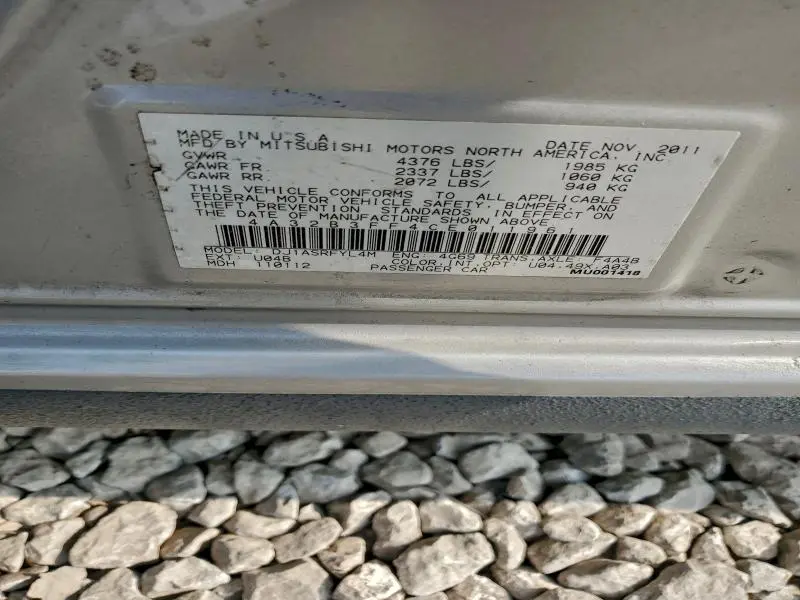 MADE IN U S A DATE NOV. 2011
MFD BY MITSUBISHI MOTORS NORTH AMERICA. INC
GVWR 4376 LBS/ 1985 KG
GAWR FR 2337 LBS/ 1060 KG
GAWR RR. 2072 LBS/ 940 KG
THIS VEHICLE CONFORMS TO ALL APPLICABLE
FEDERAL MOTOR VEHICLE SAFETY. BUMPER. AND
THEFT PREVENTION STANDARDS IN EFFECT ON
THE DATE OF MANUFACTURE SHOWN ABOVE
4A32B3FF4CE011961
MODEL: DJ1ASRFYL4M ENG: 4G69 TRANS.AXLE: F4A4B
EXT: U04B COLOR.INT.OPT: U04.49X.A03
MDH 110112 PASSENGER CAR MU001418